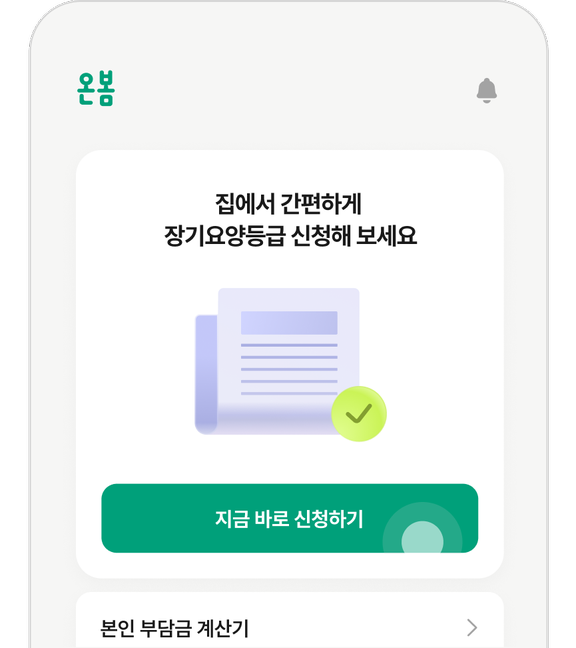 온봄
집에서 간편하게
장기요양등급 신청해 보세요
지금 바로 신청하기
본인 부담금 계산기